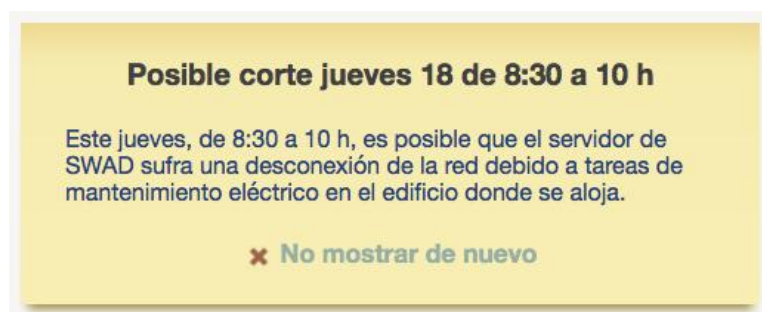 Posible corte jueves 18 de 8:30 a 10 h
Este jueves, de 8:30 a 10 h, es posible que el servidor de
SWAD sufra una desconexión de la red debido a tareas de
mantenimiento eléctrico en el edificio donde se aloja.
No mostrar de nuevo